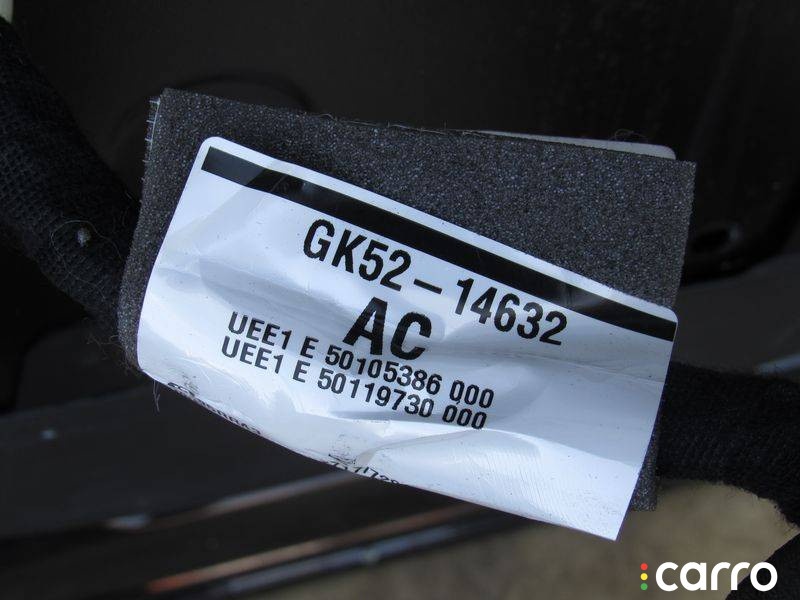 GK52-14632
AC
UEE1 E 50105386 000
UEE1 E 50119730 000
carro